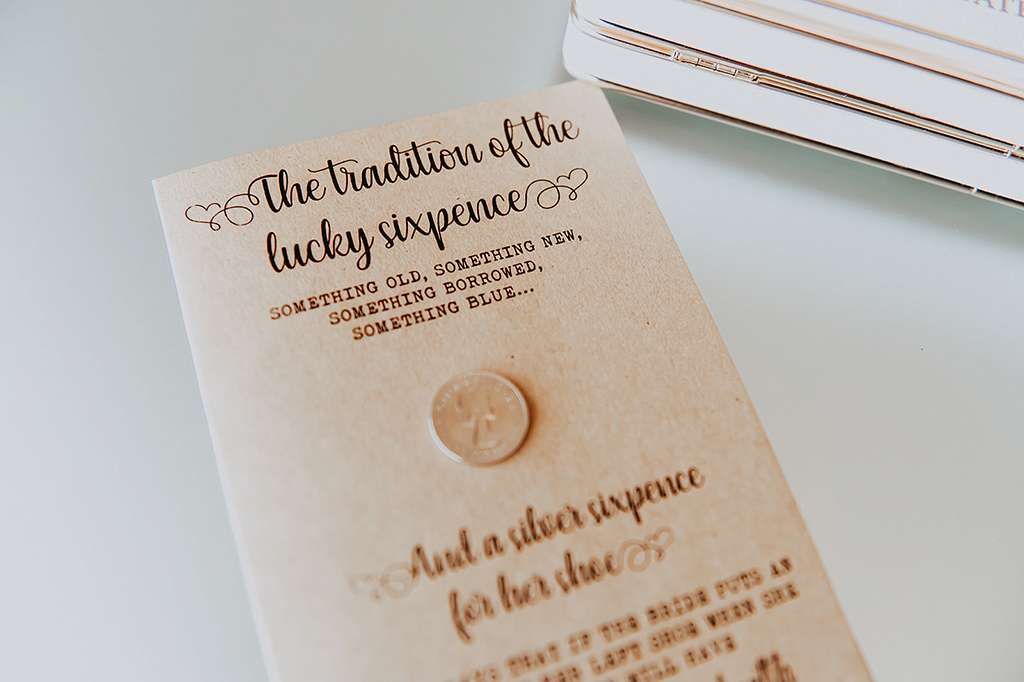 The tradition of the
lucky sixpence
SOMETHING OLD, SOMETHING NEW,
SOMETHING BORROWED,
SOMETHING BLUE...
And a silver sixpence
for her shoe
THAT IF THE BRIDE PUTS AN
LEFT SHOE WHEN SHE
WILL HAVE